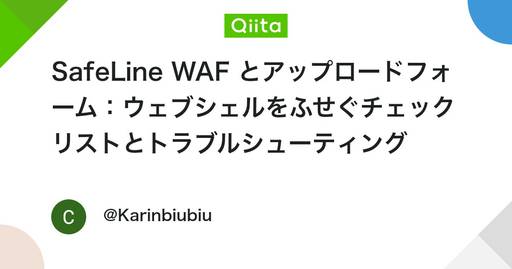 Qiita
SafeLine WAF とアップロードフォ
ーム：ウェブシェルをふせぐチェック
リストとトラブルシューティング
C
@Karinbiubiu